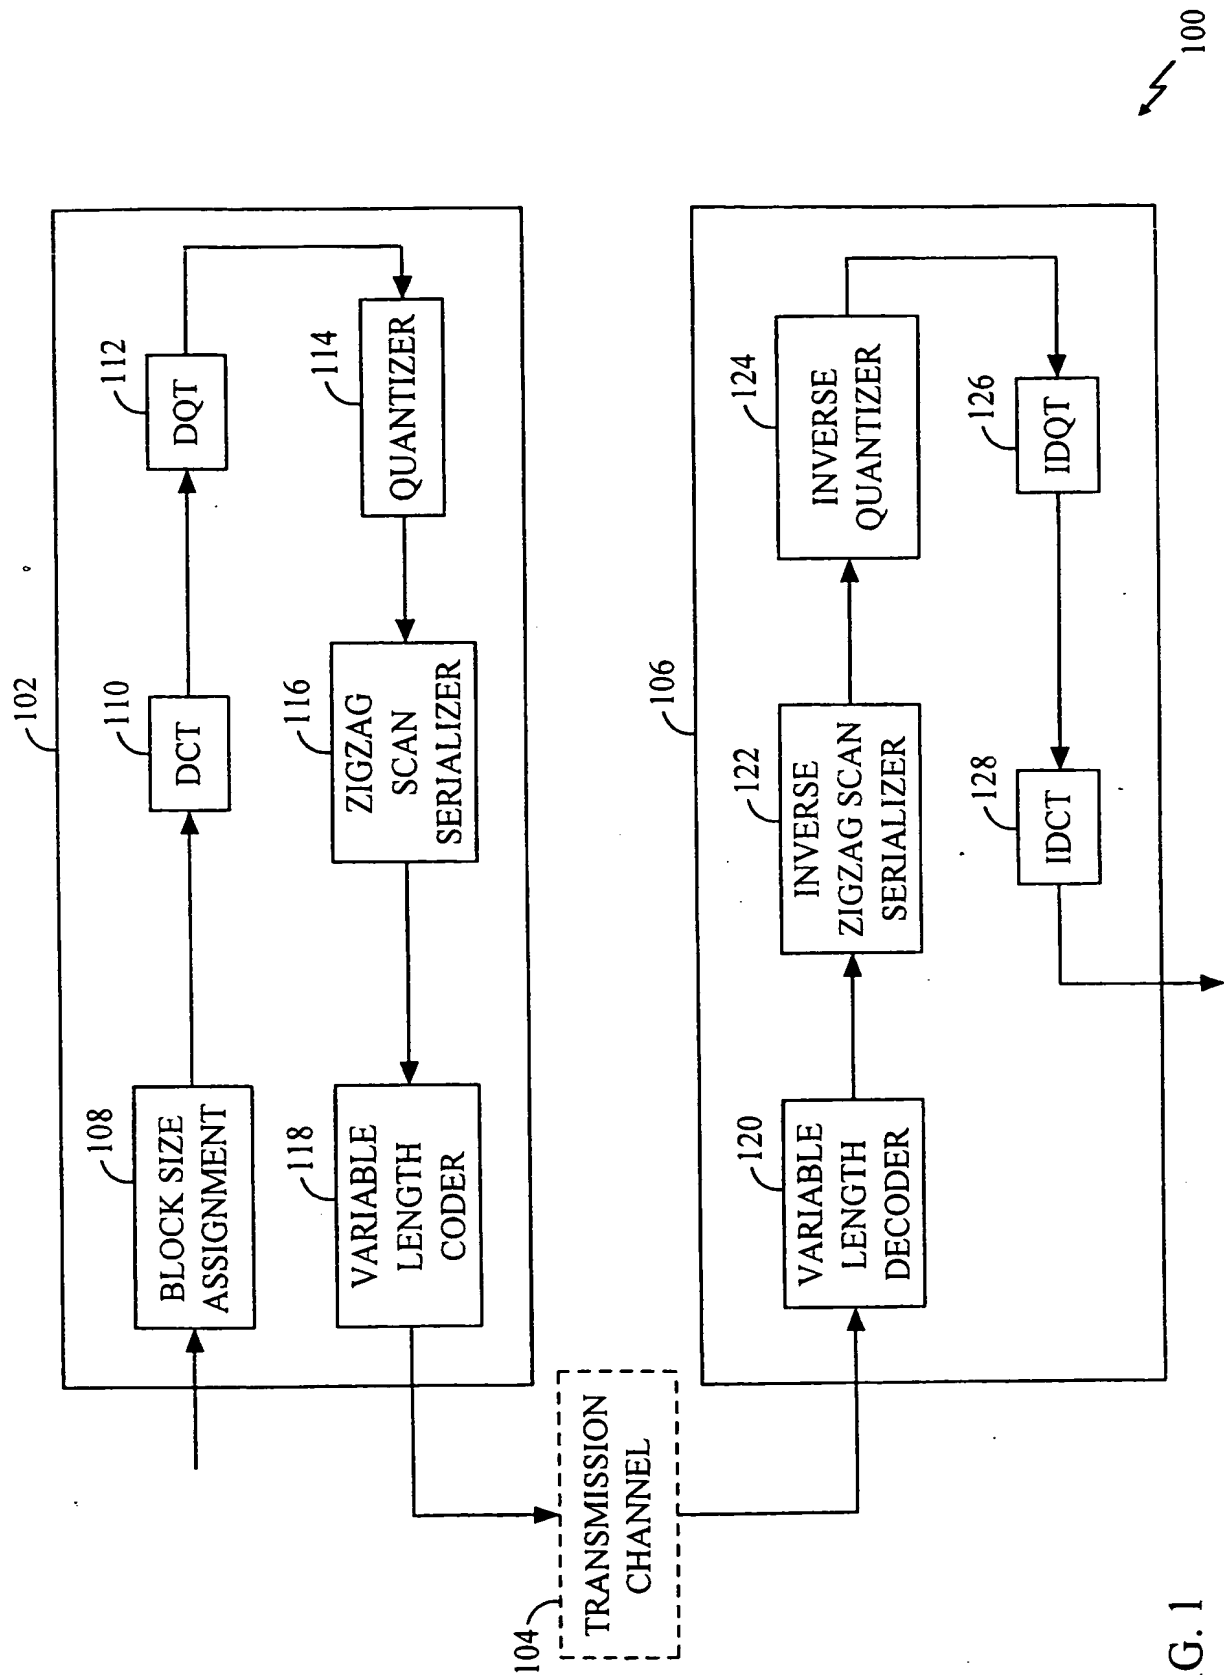 102
108
BLOCK SIZE
ASSIGNMENT
110
DCT
112
DQT
118
VARIABLE
LENGTH
CODER
116
ZIGZAG
SCAN
SERIALIZER
114
QUANTIZER
104
TRANSMISSION
CHANNEL
106
120
VARIABLE
LENGTH
DECODER
122
INVERSE
ZIGZAG SCAN
SERIALIZER
124
INVERSE
QUANTIZER
128
IDCT
126
IDQT
100
G. 1